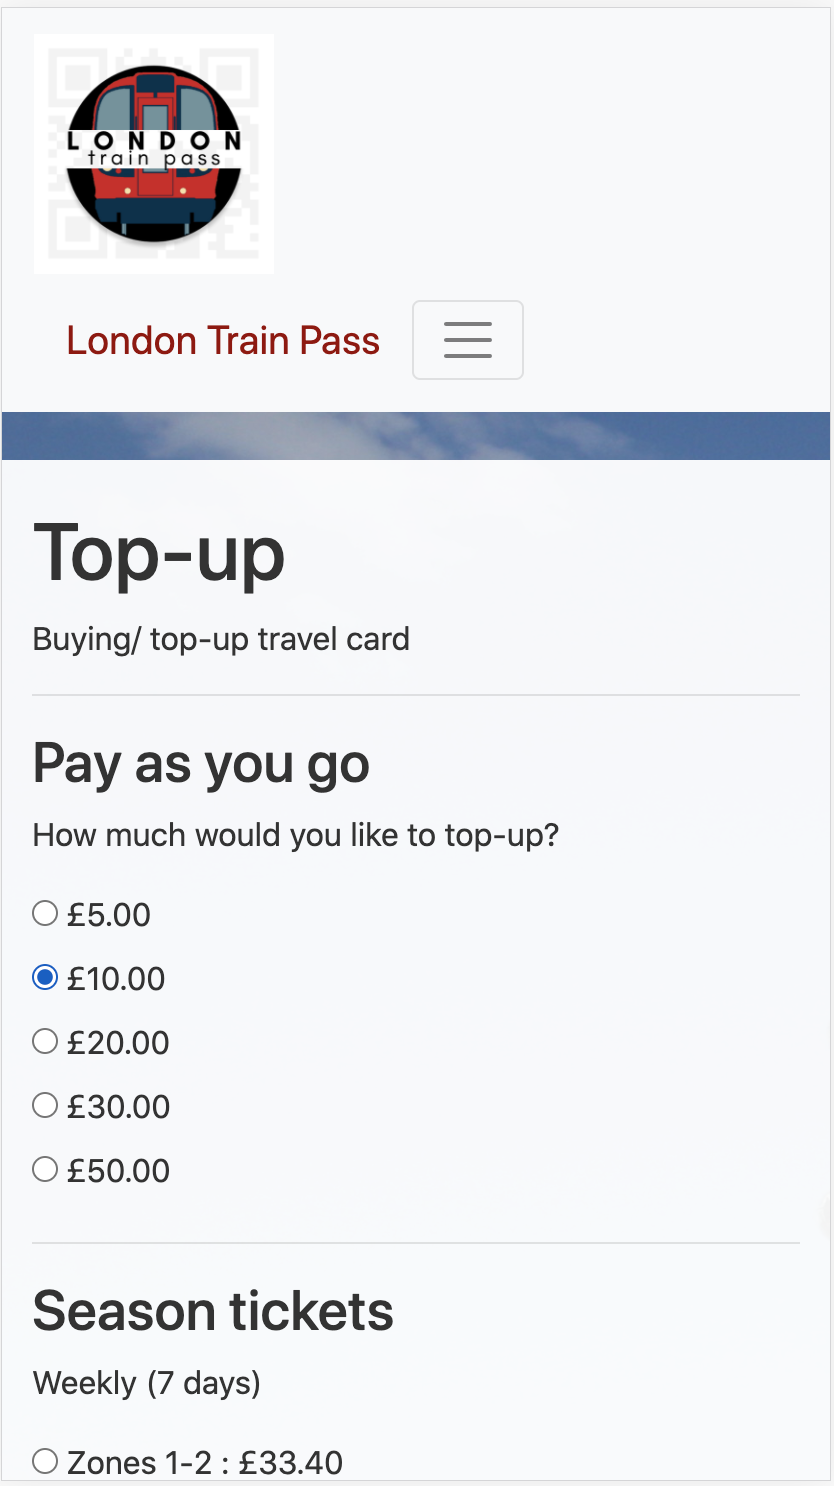 LONDON
train pass
London Train Pass
Top-up
Buying/ top-up travel card
Pay as you go
How much would you like to top-up?
£5.00
£10.00
£20.00
£30.00
£50.00
Season tickets
Weekly (7 days)
Zones 1-2 : £33.40